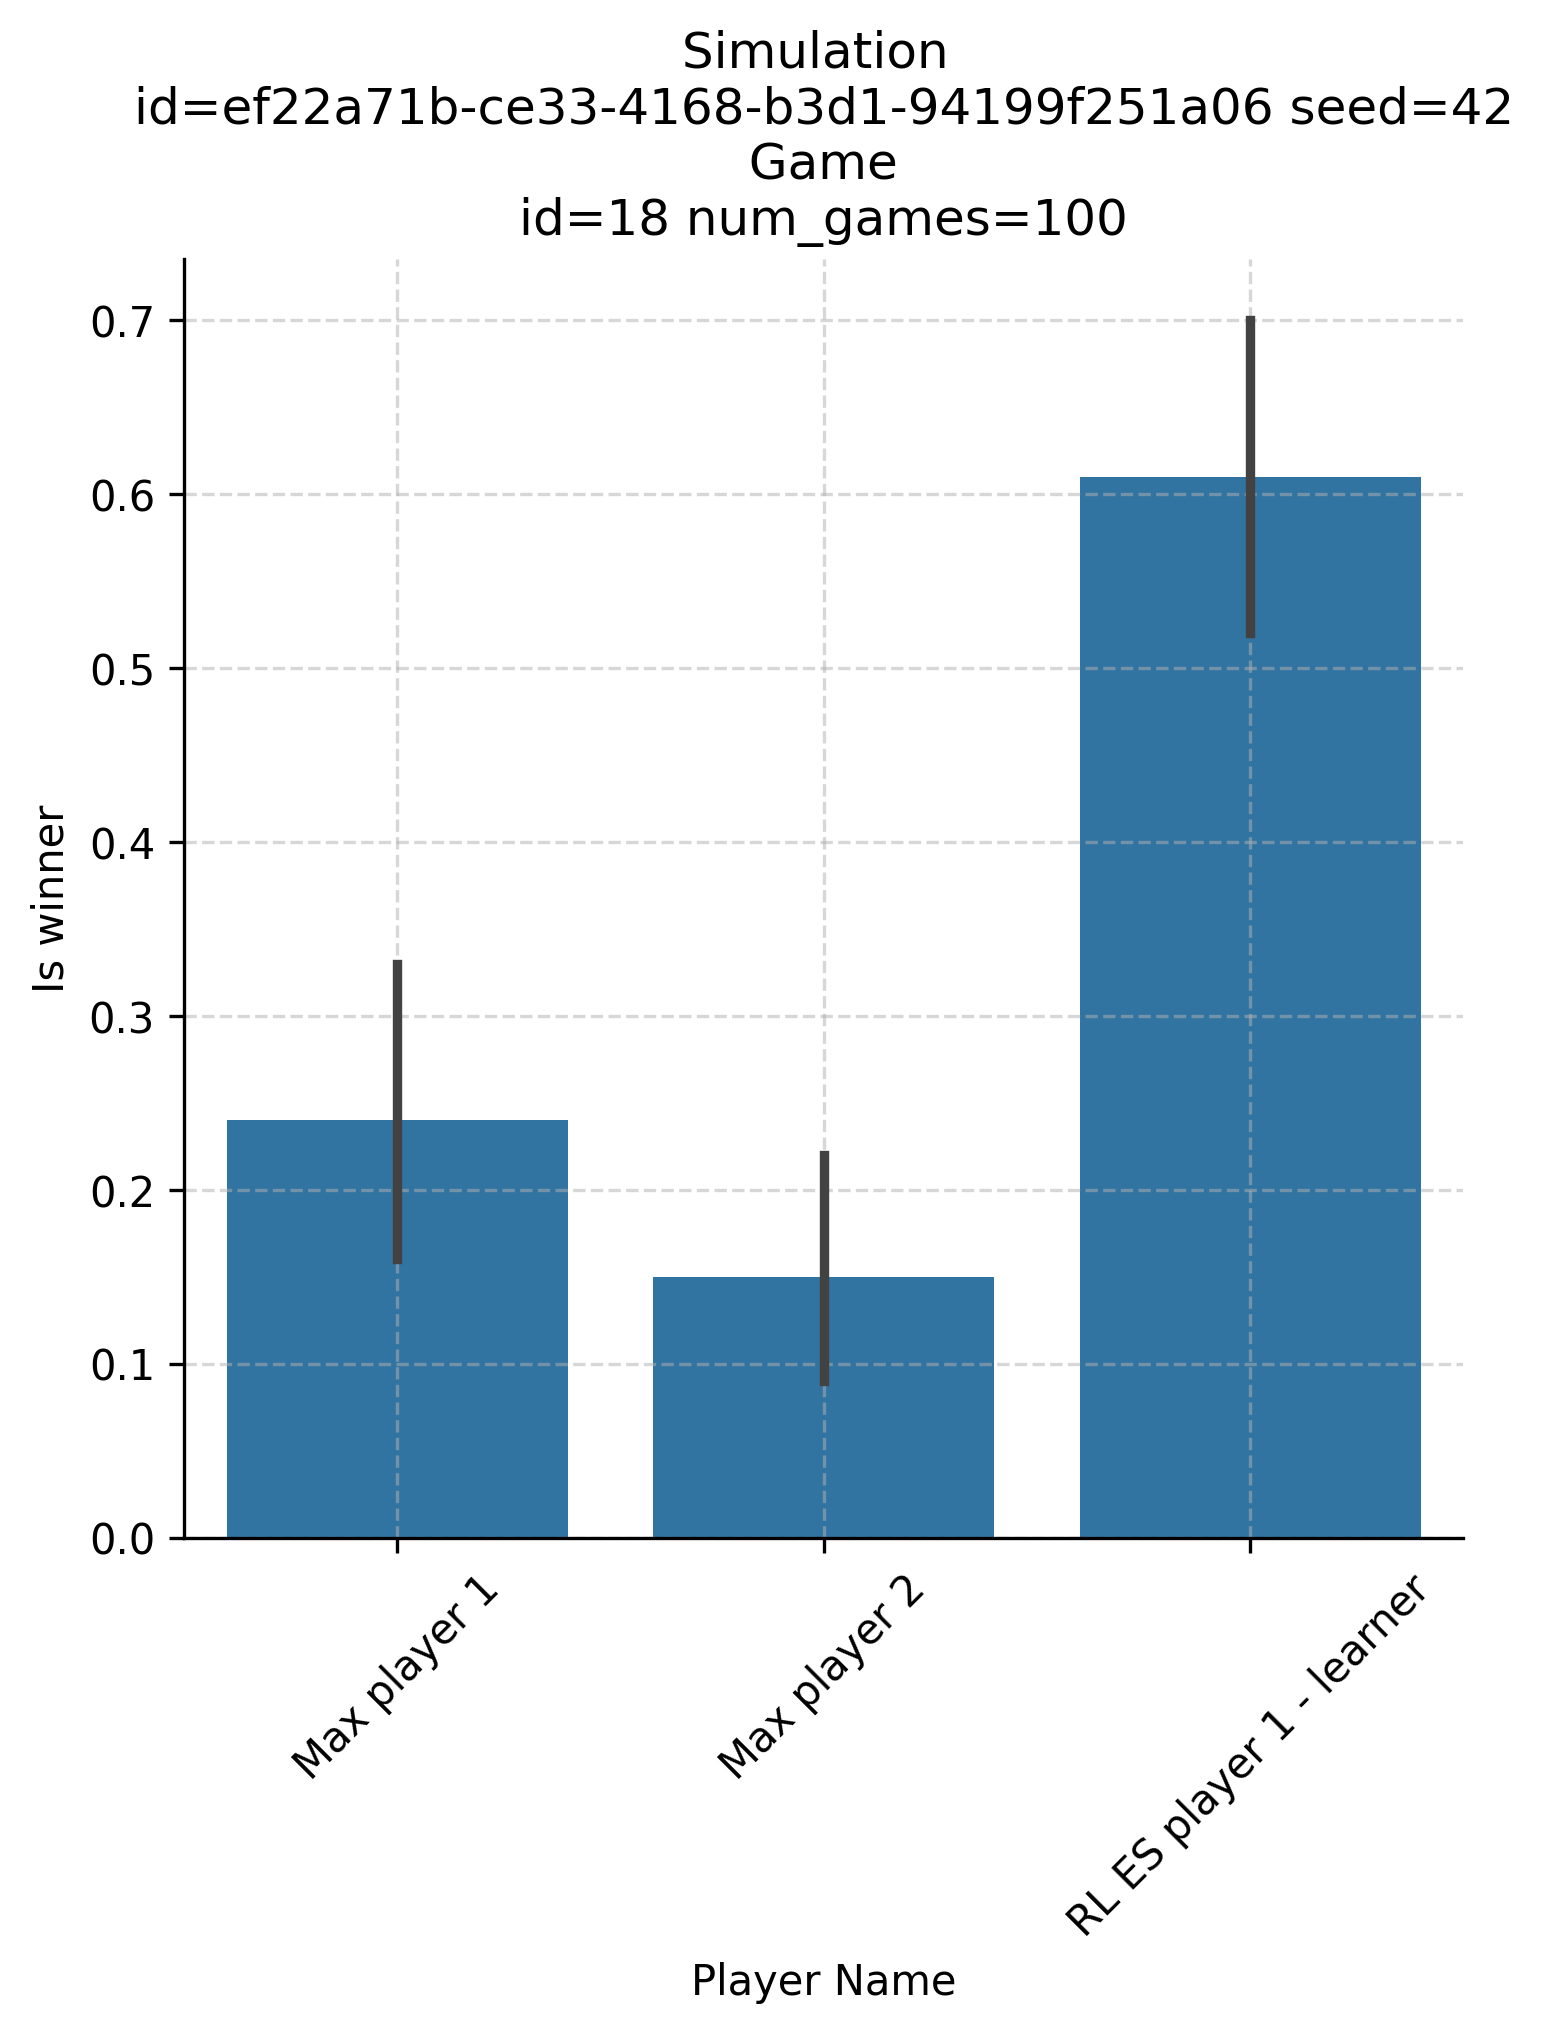 Simulation
id=ef22a71b-ce33-4168-b3d1-94199f251a06 seed=42
Game
id=18 num_games=100
0.7
0.6
0.5
0.4
0.3
0.2
0.1
0.0
Is winner
Max player 1
Max player 2
RL ES player 1 - learner
Player Name